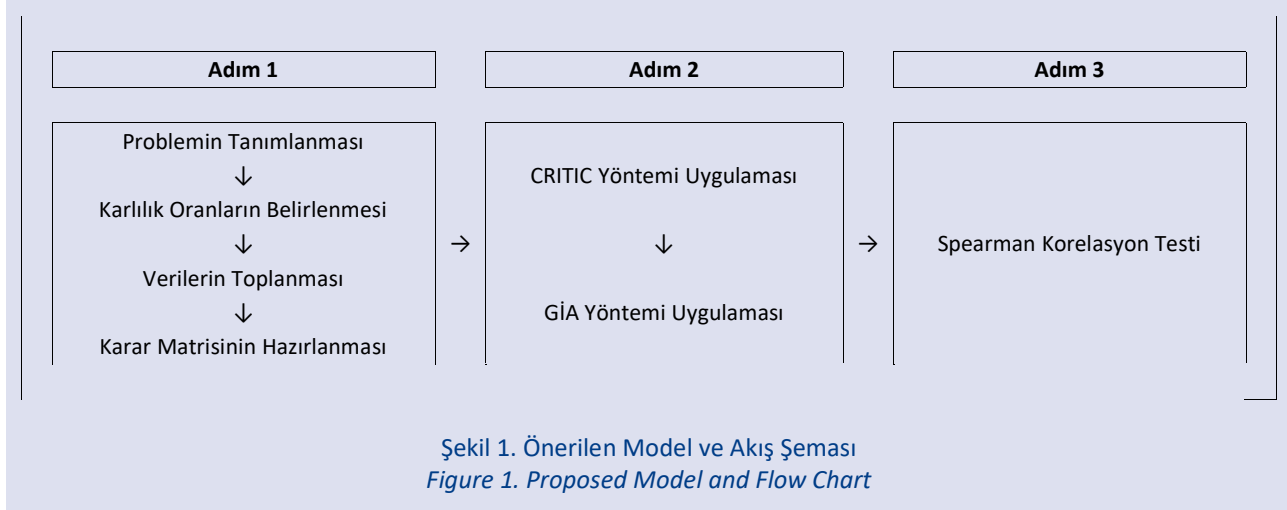 Adım 1
Problemin Tanımlanması
↓
Karlılık Oranların Belirlenmesi
↓
Verilerin Toplanması
↓
Karar Matrisinin Hazırlanması
→
Adım 2
CRITIC Yöntemi Uygulaması
↓
GİA Yöntemi Uygulaması
→
Adım 3
Spearman Korelasyon Testi
Şekil 1. Önerilen Model ve Akış Şeması
Figure 1. Proposed Model and Flow Chart